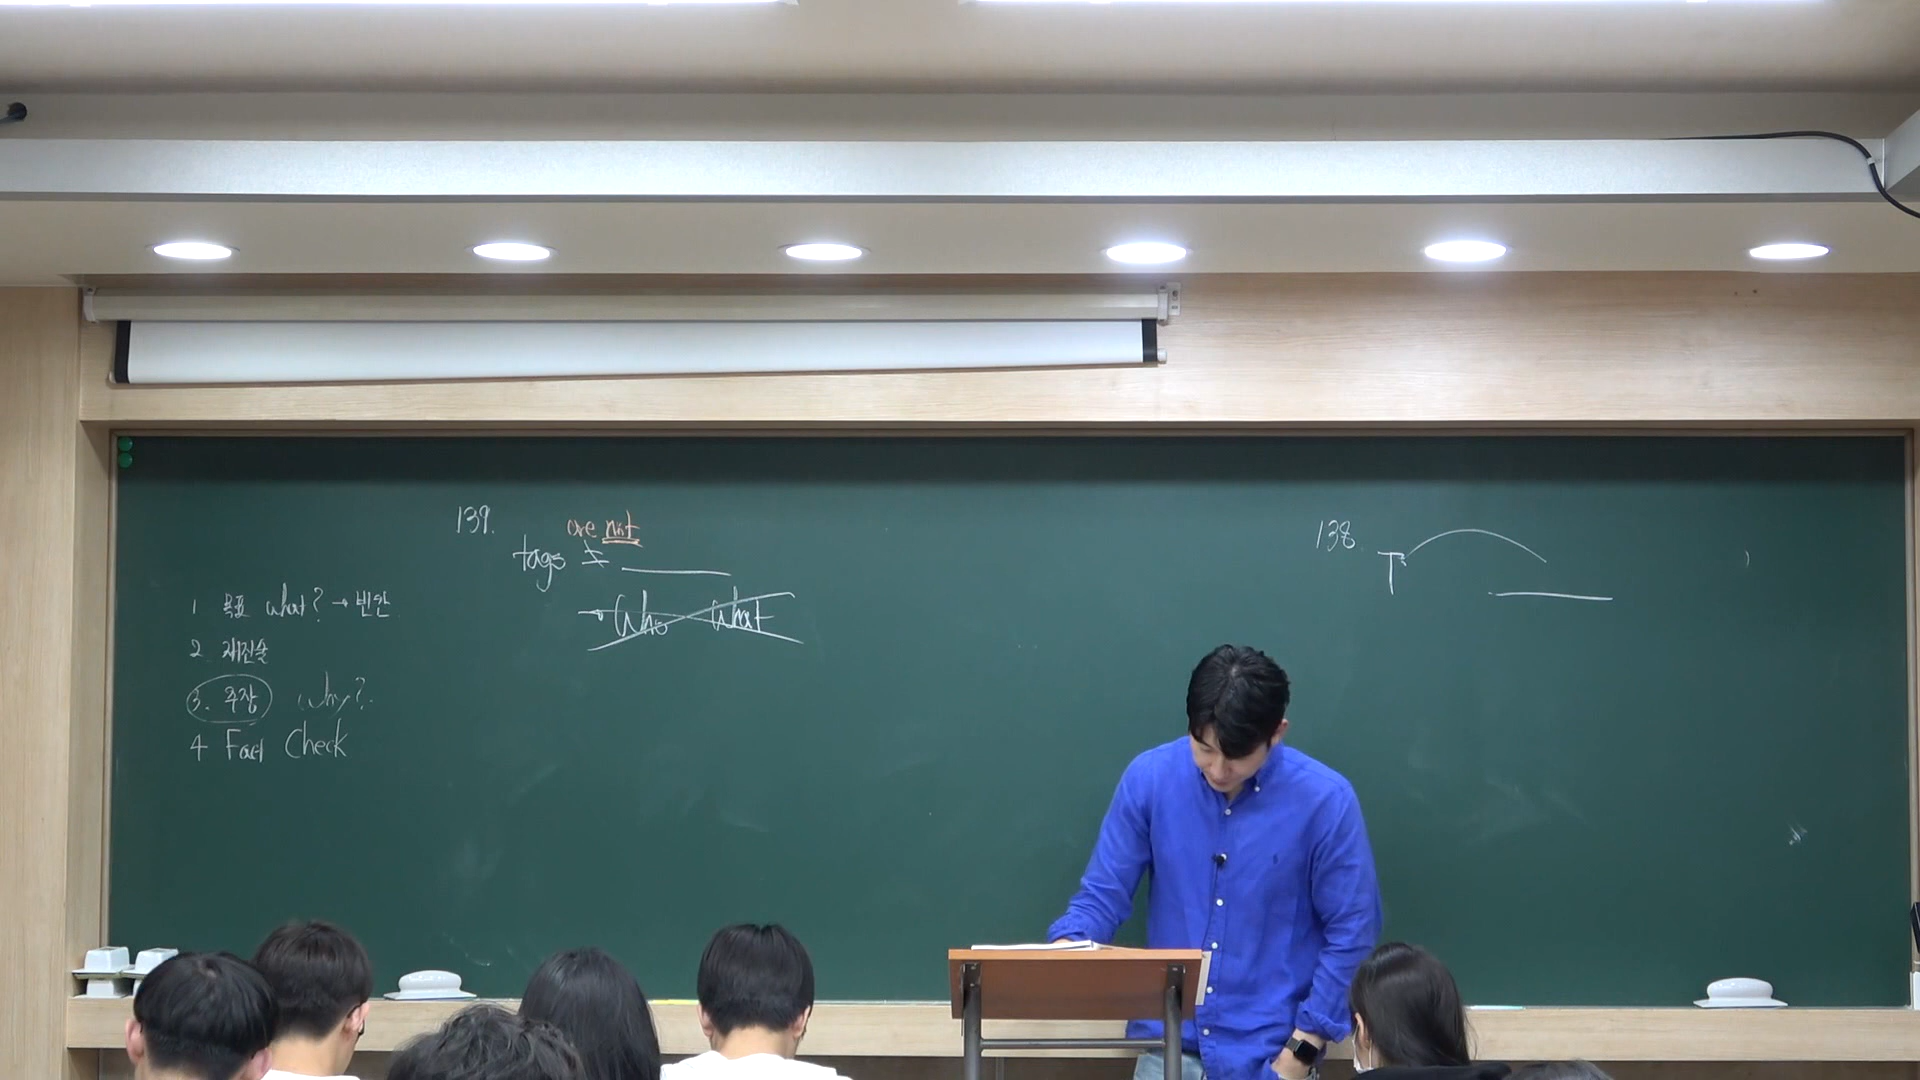 1 목표 what? → 빈칸
2 재진술
3. 주장 why?
4 Fact Check
139.
are not
tags ≠
→ Who What
138.
T